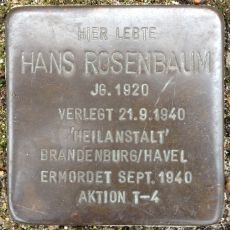 HIER LEBTE
HANS ROSENBAUM
JG. 1920
VERLEGT 21.9.1940
'HEILANSTALT'
BRANDENBURG/HAVEL
ERMORDET SEPT. 1940
AKTION T-4